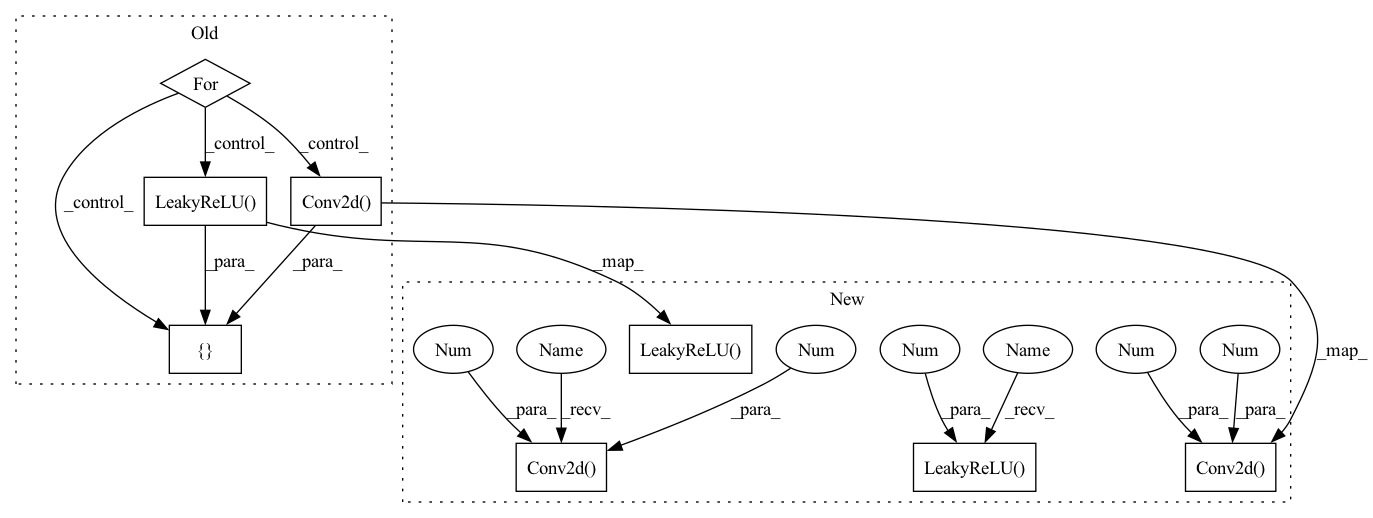 Old
For
_control_
_control_
_control_
LeakyReLU()
Conv2d()
_para_
_para_
_map_
{}
New
Num
Name
LeakyReLU()
Num
Num
Name
Num
Num
_map_
_para_
_recv_
_para_
_para_
_recv_
_para_
_para_
Conv2d()
LeakyReLU()
Conv2d()